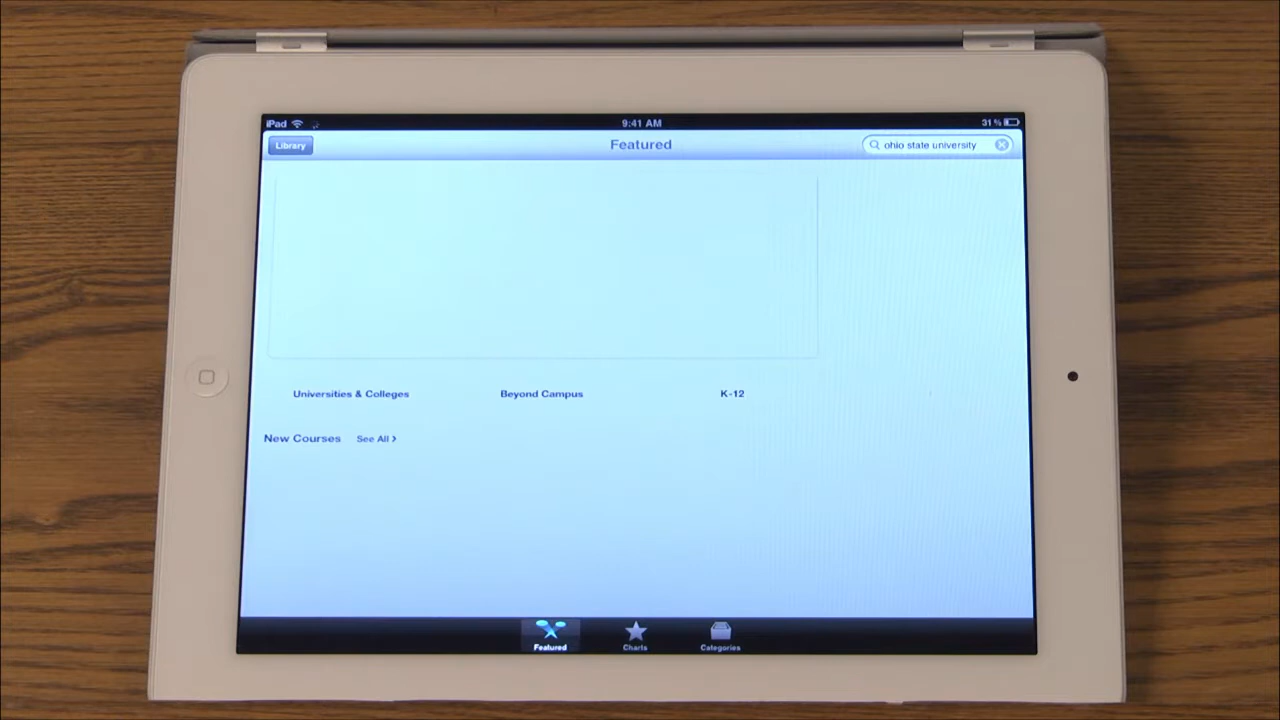 iPad 9:41 AM 31 %
Library Featured ohio state university
Universities & Colleges Beyond Campus K-12
New Courses See All >
Featured Charts Categories